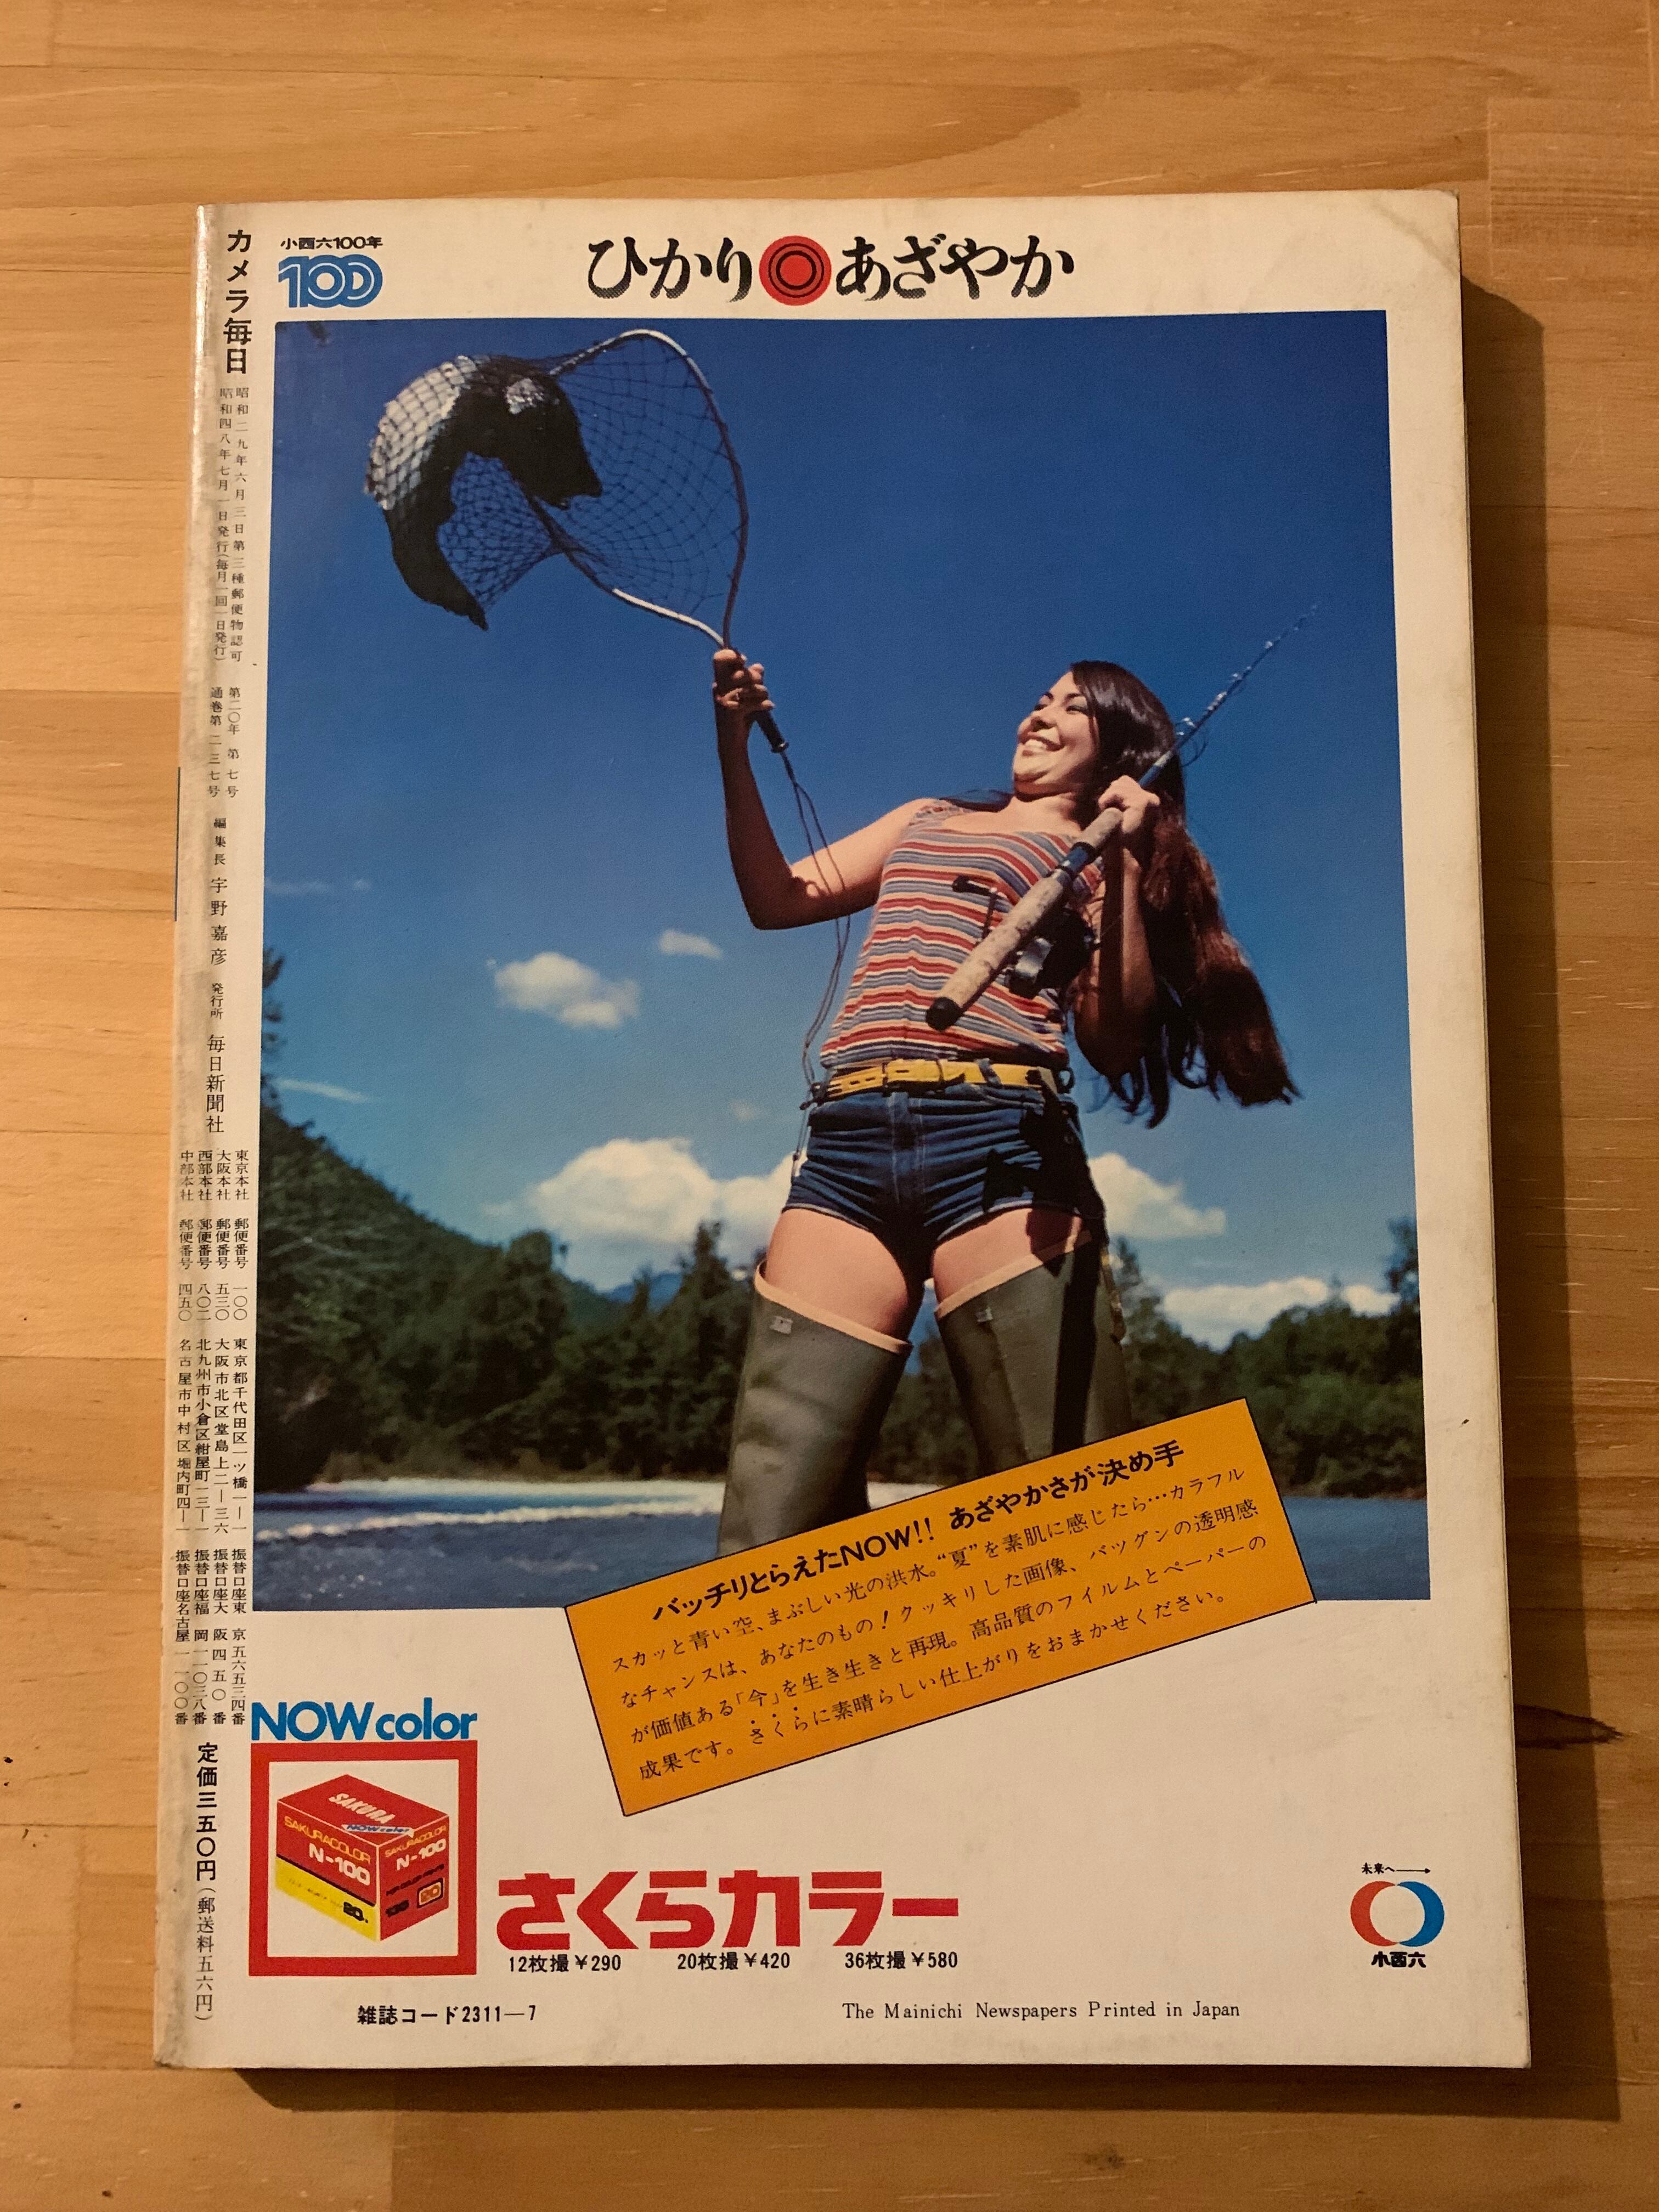 カメラ毎日
昭和二九年六月三日第三種郵便物認可
昭和四八年七月一日発行(毎月一回一日発行)
第二〇年 第七号
通巻第二三七号
編集長 宇野嘉彦
発行所 毎日新聞社
東京本社 郵便番号 一〇〇 東京都千代田区一ツ橋一―一 振替口座東京五六五三四番
大阪本社 郵便番号 五三〇 大阪市北区堂島上二―三六 振替口座大阪四五〇番
西部本社 郵便番号 八〇二 北九州市小倉区紺屋町一三―一 振替口座福岡一一〇三八番
中部本社 郵便番号 四五〇 名古屋市中村区堀内町四―一 振替口座名古屋一一〇〇番
定価三五〇円(郵送料五六円)
小西六100年
100
ひかり あざやか
バッチリとらえたNOW!! あざやかさが決め手
スカッと青い空、まぶしい光の洪水。“夏”を素肌に感じたら…カラフル
なチャンスは、あなたのもの！クッキリした画像、バツグンの透明感
が価値ある「今」を生き生きと再現。高品質のフイルムとペーパーの
成果です。さくらに素晴らしい仕上がりをおまかせください。
NOWcolor
SAKURA
NOWcolor
SAKURACOLOR
N-100
20
SAKURACOLOR
N-100
135
20
さくらカラー
12枚撮¥290 20枚撮¥420 36枚撮¥580
未来へ→
小西六
雑誌コード2311―7
The Mainichi Newspapers Printed in Japan